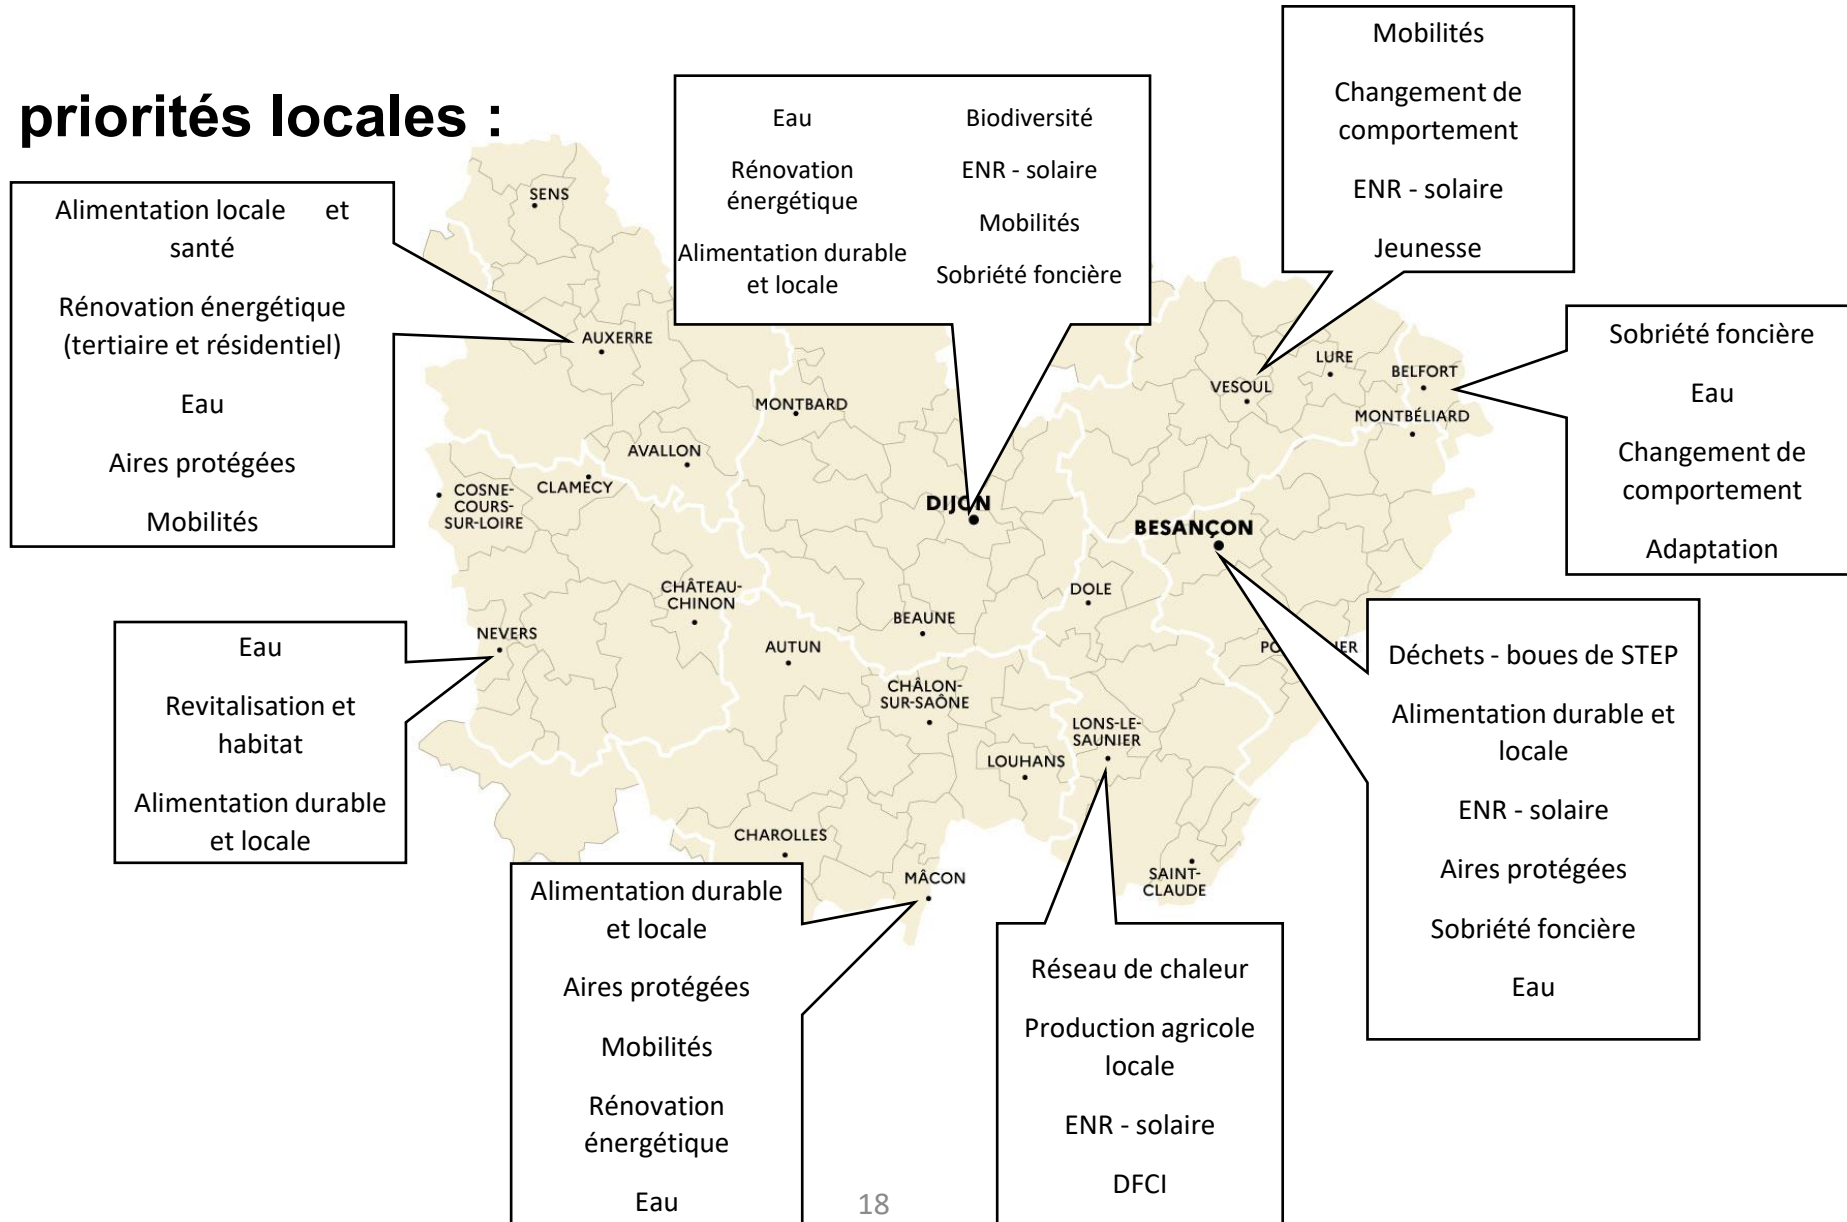 priorités locales :
Alimentation locale et
santé
Rénovation énergétique
(tertiaire et résidentiel)
Eau
Aires protégées
Mobilités
Eau
Rénovation
énergétique
Alimentation durable
et locale
Biodiversité
ENR - solaire
Mobilités
Sobriété foncière
Mobilités
Changement de
comportement
ENR - solaire
Jeunesse
Sobriété foncière
Eau
Changement de
comportement
Adaptation
SENS
AUXERRE
MONTBARD
AVALLON
CLAMECY
COSNE-
COURS-
SUR-LOIRE
DIJON
VESOUL
LURE
BELFORT
MONTBÉLIARD
BESANÇON
CHÂTEAU-
CHINON
NEVERS
AUTUN
BEAUNE
DOLE
CHÂLON-
SUR-SAÔNE
LOUHANS
LONS-LE-
SAUNIER
CHAROLLES
MÂCON
SAINT-
CLAUDE
Eau
Revitalisation et
habitat
Alimentation durable
et locale
Alimentation durable
et locale
Aires protégées
Mobilités
Rénovation
énergétique
Eau
Réseau de chaleur
Production agricole
locale
ENR - solaire
DFCI
Déchets - boues de STEP
Alimentation durable et
locale
ENR - solaire
Aires protégées
Sobriété foncière
Eau
18